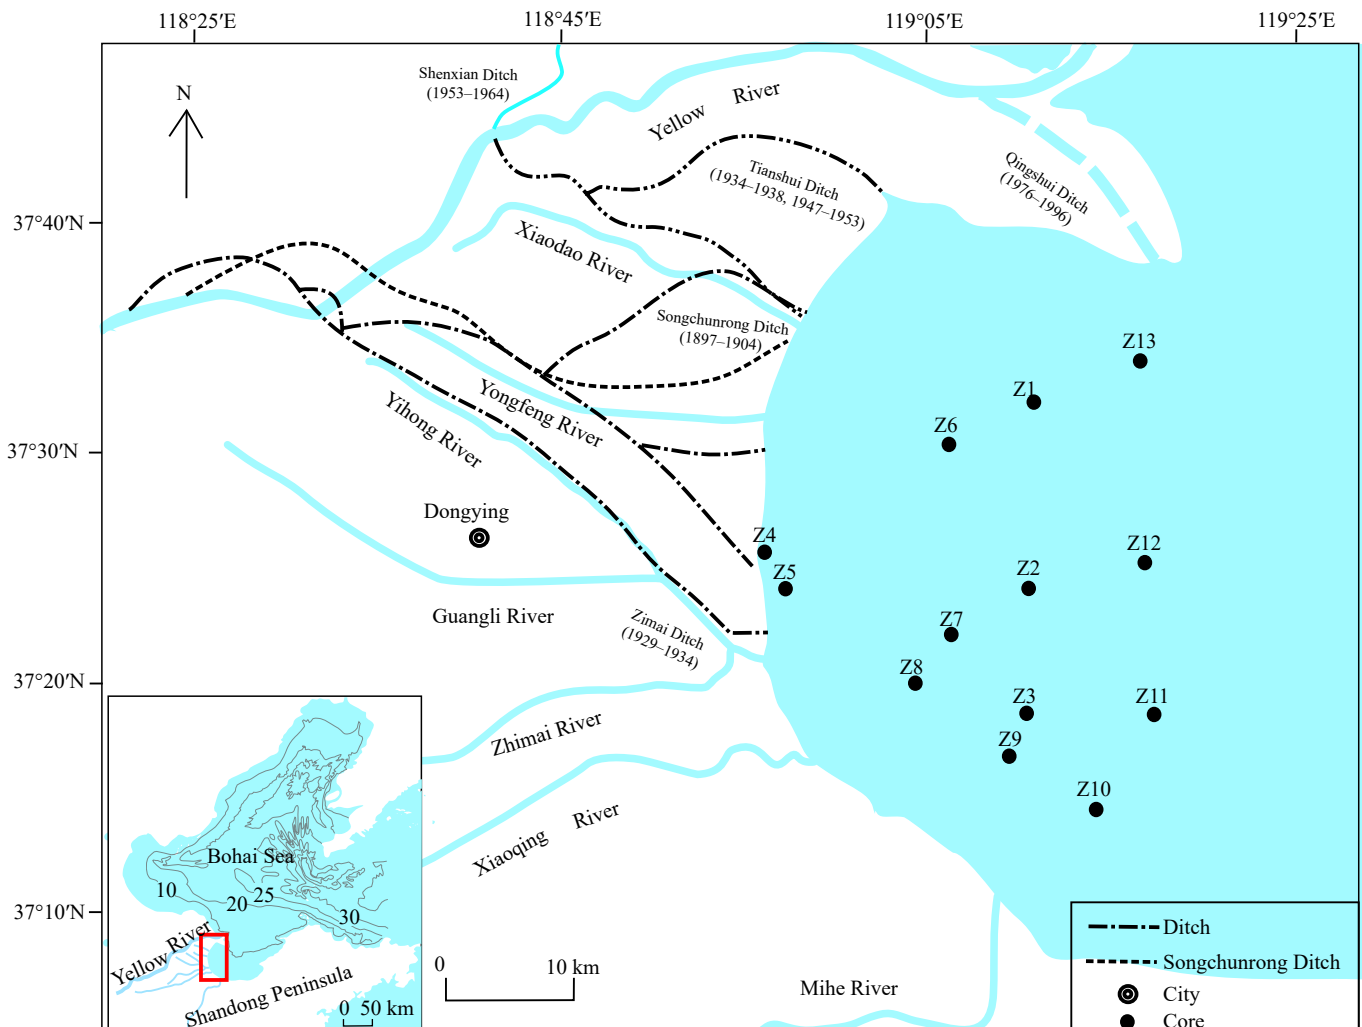 118°25′E
118°45′E
119°05′E
119°25′E
37°40′N
37°30′N
37°20′N
37°10′N
N
Shenxian Ditch
(1953–1964)
Yellow River
Tianshui Ditch
(1934–1938, 1947–1953)
Qingshui Ditch
(1976–1996)
Xiaodao River
Songchunrong Ditch
(1897–1904)
Yongfeng River
Yihong River
Dongying
Guangli River
Zimai Ditch
(1929–1934)
Zhimai River
Xiaoqing River
Mihe River
Z13
Z1
Z6
Z4
Z5
Z12
Z2
Z7
Z8
Z3
Z11
Z9
Z10
0 10 km
Bohai Sea
10
20
25
30
Yellow River
Shandong Peninsula
0 50 km
Ditch
Songchunrong Ditch
City
Core